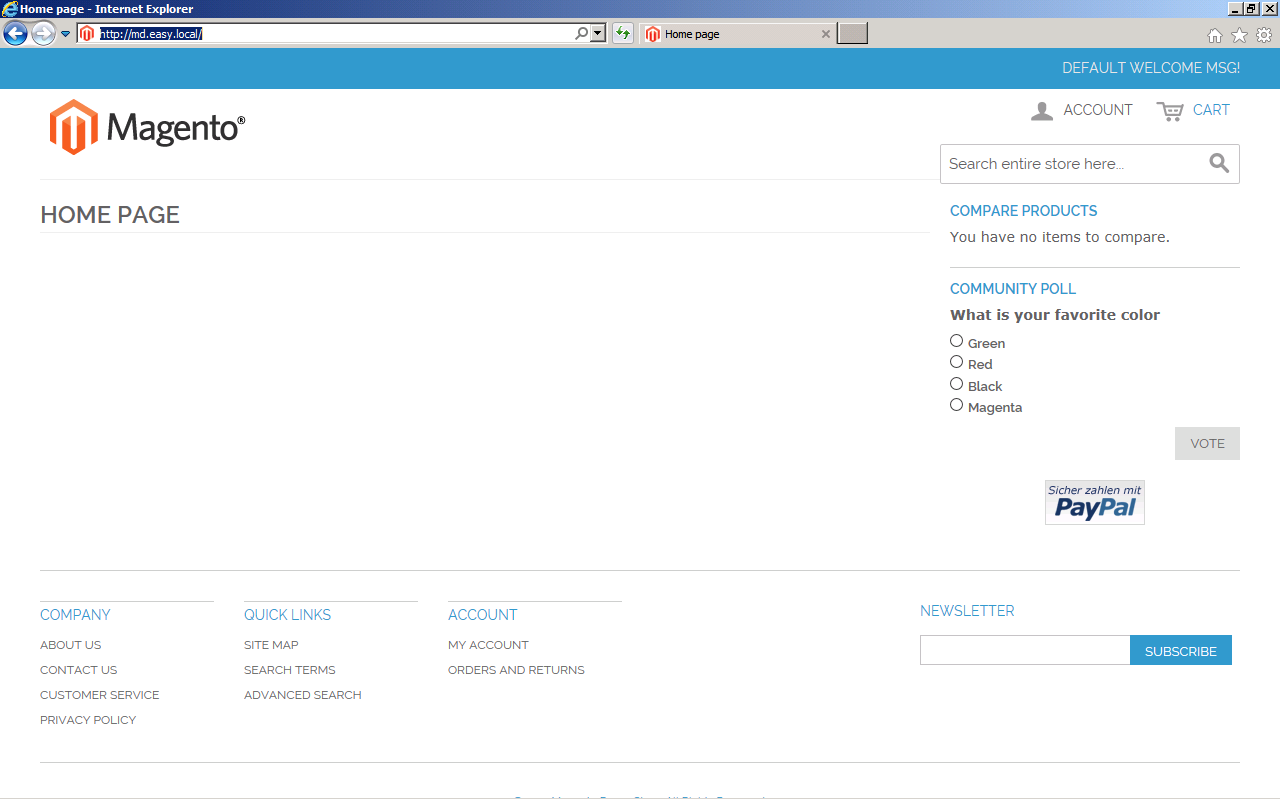 Home page - Internet Explorer
http://md.easy.local/
Home page
DEFAULT WELCOME MSG!
Magento®
ACCOUNT
CART
Search entire store here...
HOME PAGE
COMPARE PRODUCTS
You have no items to compare.
COMMUNITY POLL
What is your favorite color
Green
Red
Black
Magenta
VOTE
Sicher zahlen mit
PayPal
COMPANY
ABOUT US
CONTACT US
CUSTOMER SERVICE
PRIVACY POLICY
QUICK LINKS
SITE MAP
SEARCH TERMS
ADVANCED SEARCH
ACCOUNT
MY ACCOUNT
ORDERS AND RETURNS
NEWSLETTER
SUBSCRIBE